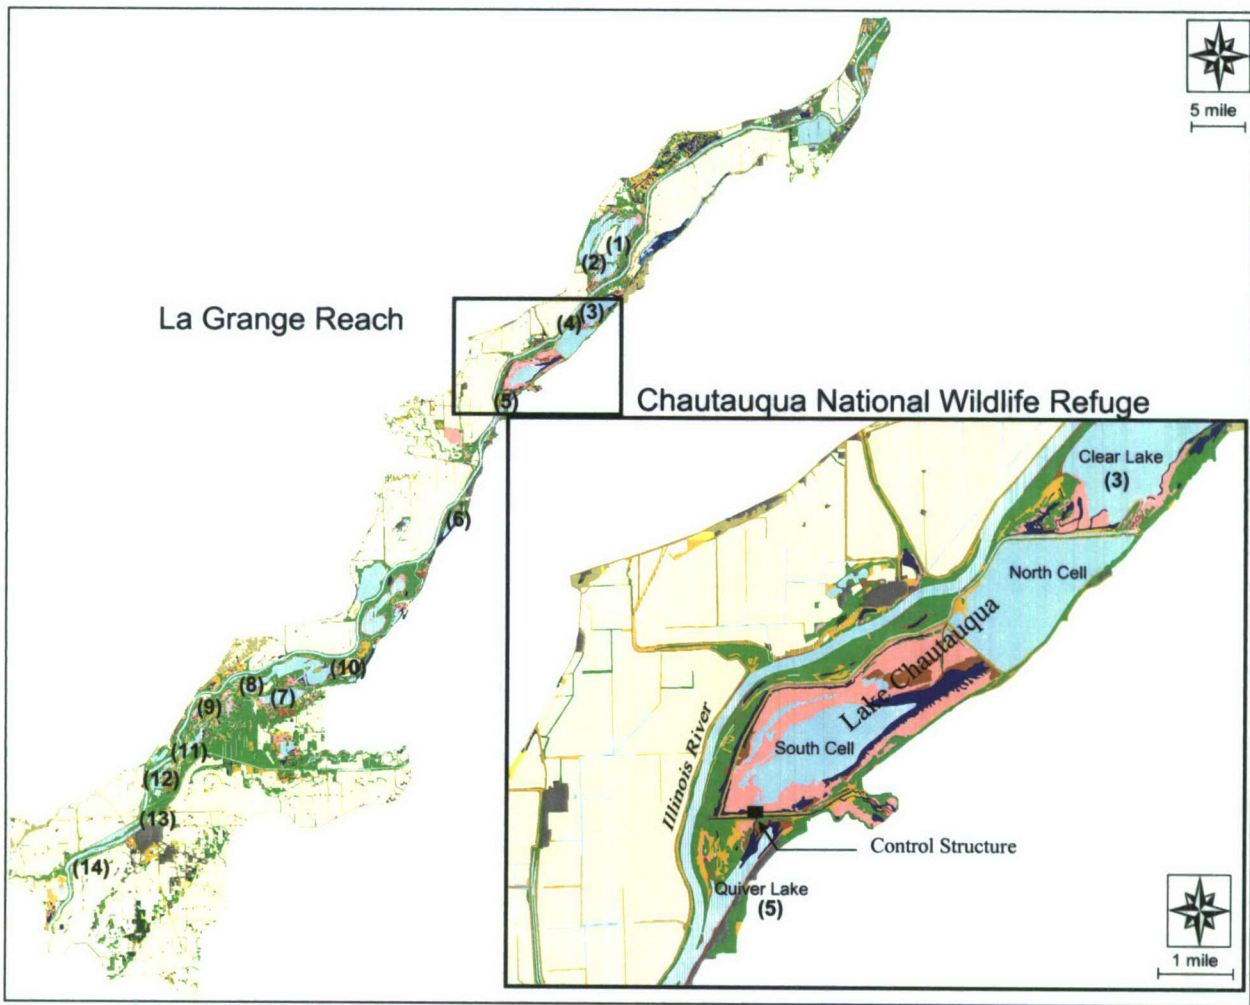 5 mile
(1)
(2)
La Grange Reach
(3)
(4)
(5)
Chautauqua National Wildlife Refuge
Clear Lake
(3)
North Cell
Lake Chautauqua
South Cell
Illinois River
Control Structure
Quiver Lake
(5)
1 mile
(6)
(10)
(8)
(7)
(9)
(11)
(12)
(13)
(14)